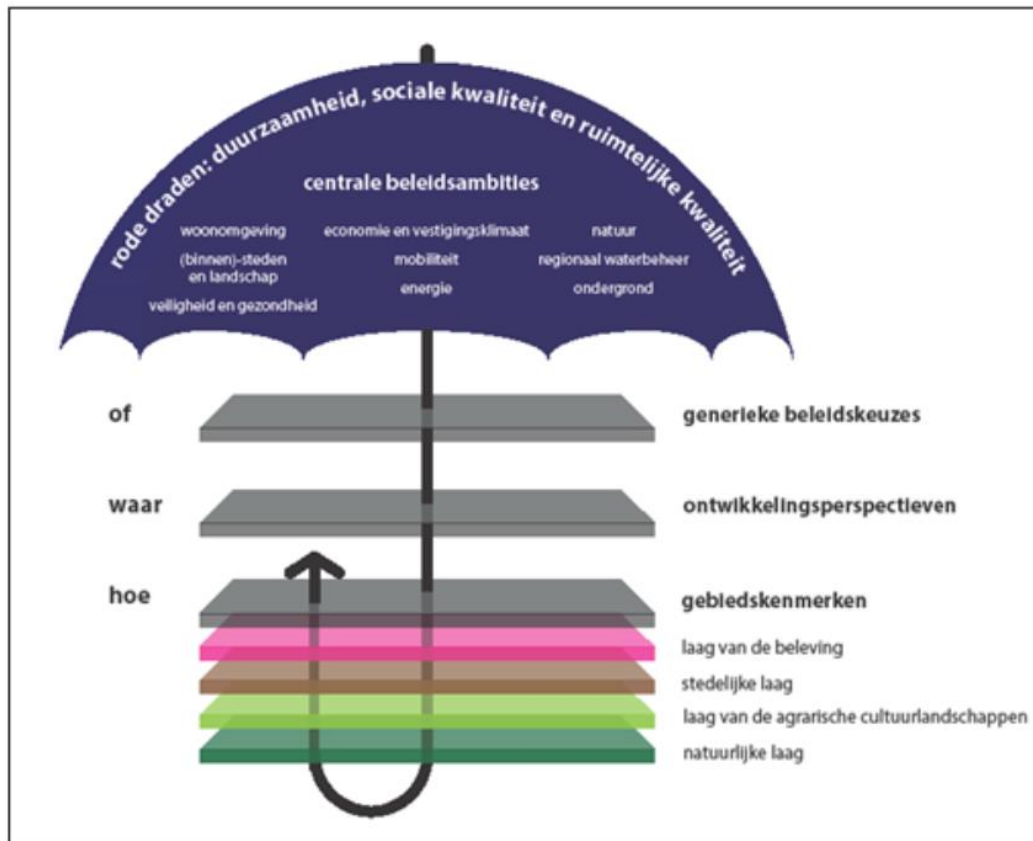 rode draden: duurzaamheid, sociale kwaliteit en ruimtelijke kwaliteit
centrale beleidsambities
woonomgeving
(binnen)-steden
en landschap
veiligheid en gezondheid
economie en vestigingsklimaat
mobiliteit
energie
natuur
regionaal waterbeheer
ondergrond
of
generieke beleidskeuzes
waar
ontwikkelingsperspectieven
hoe
gebiedskenmerken
laag van de beleving
stedelijke laag
laag van de agrarische cultuurlandschappen
natuurlijke laag